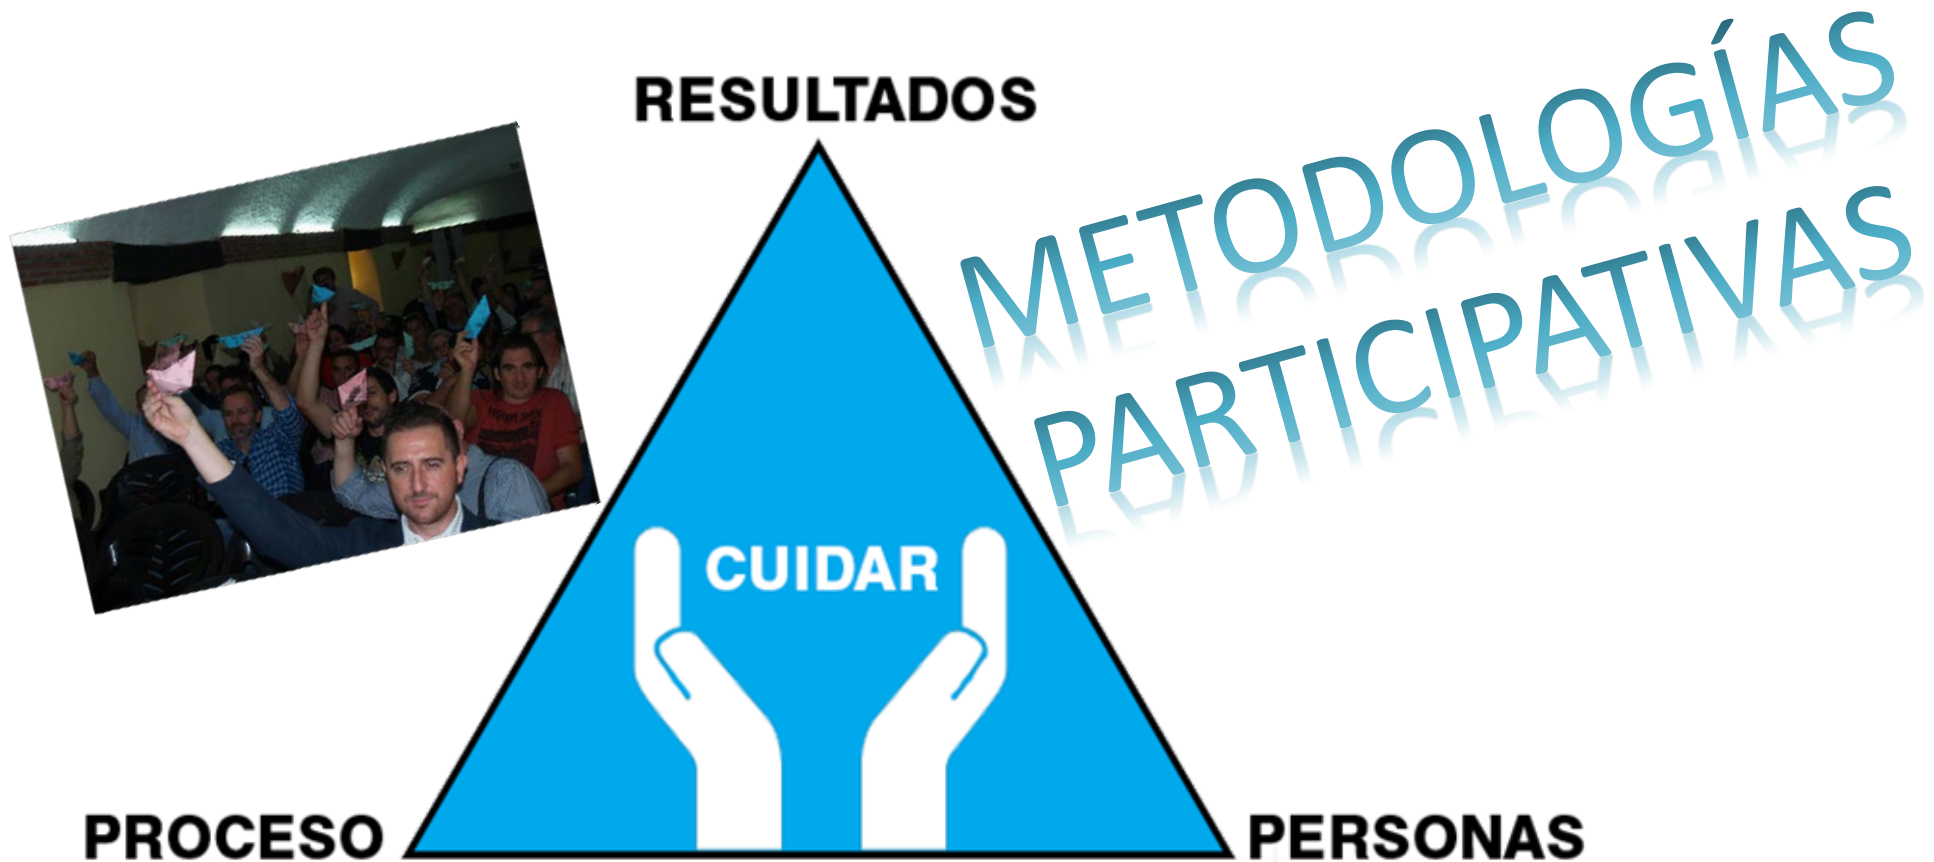 RESULTADOS
METODOLOGÍAS
PARTICIPATIVAS
CUIDAR
PROCESO
PERSONAS